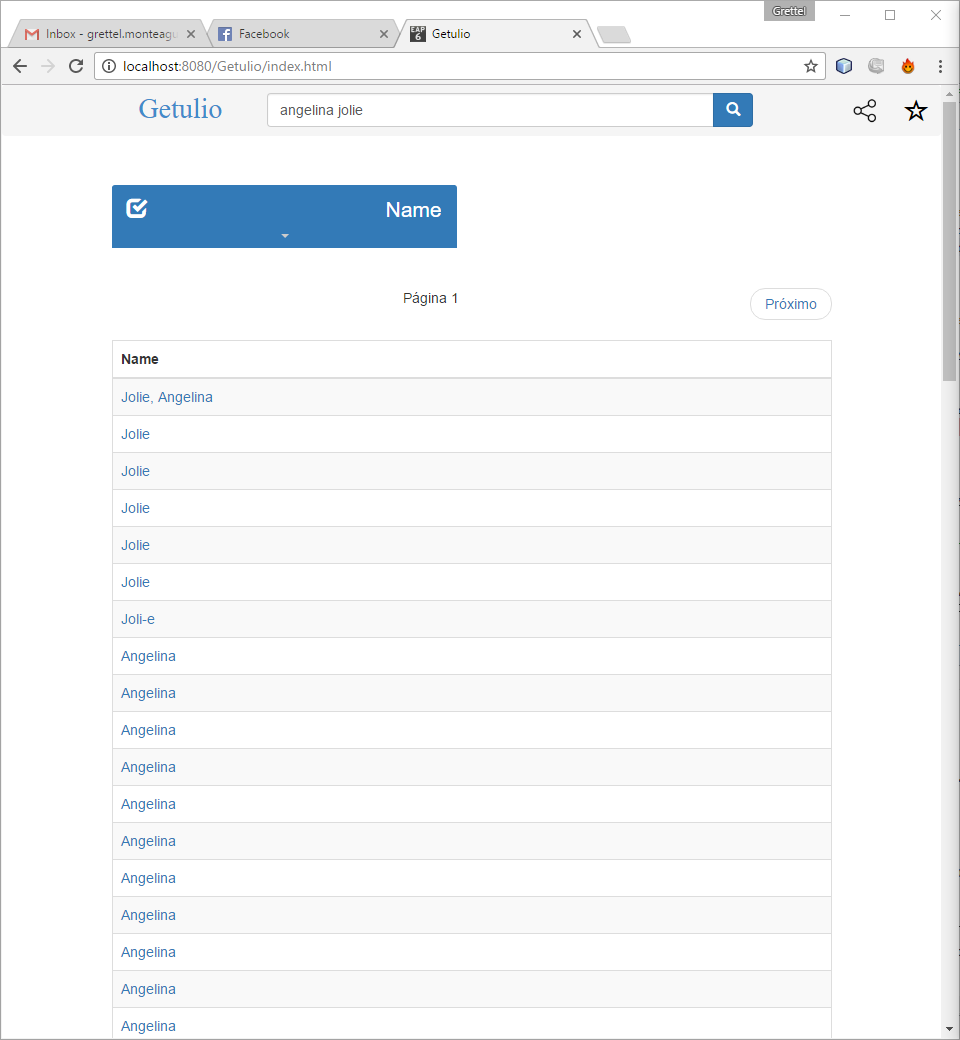 Grettel
Inbox - grettel.monteagu
Facebook
EAP 6
Getulio
localhost:8080/Getulio/index.html
Getulio
angelina jolie
Name
Página 1
Próximo
Name
Jolie, Angelina
Jolie
Jolie
Jolie
Jolie
Jolie
Joli-e
Angelina
Angelina
Angelina
Angelina
Angelina
Angelina
Angelina
Angelina
Angelina
Angelina
Angelina